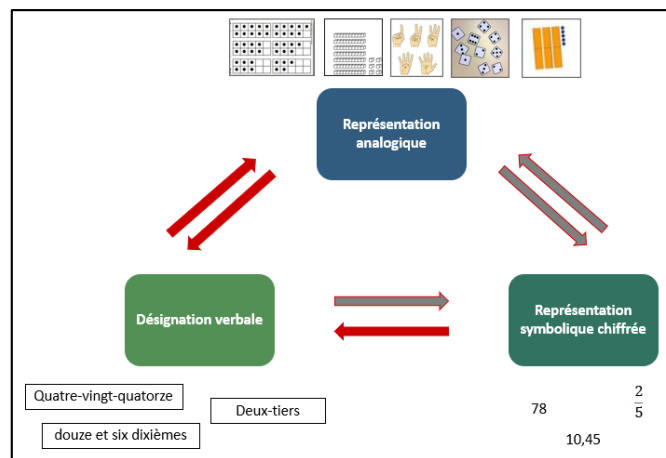 Représentation
analogique
Désignation verbale
Représentation
symbolique chiffrée
Quatre-vingt-quatorze
Deux-tiers
douze et six dixièmes
78
2
5
10,45